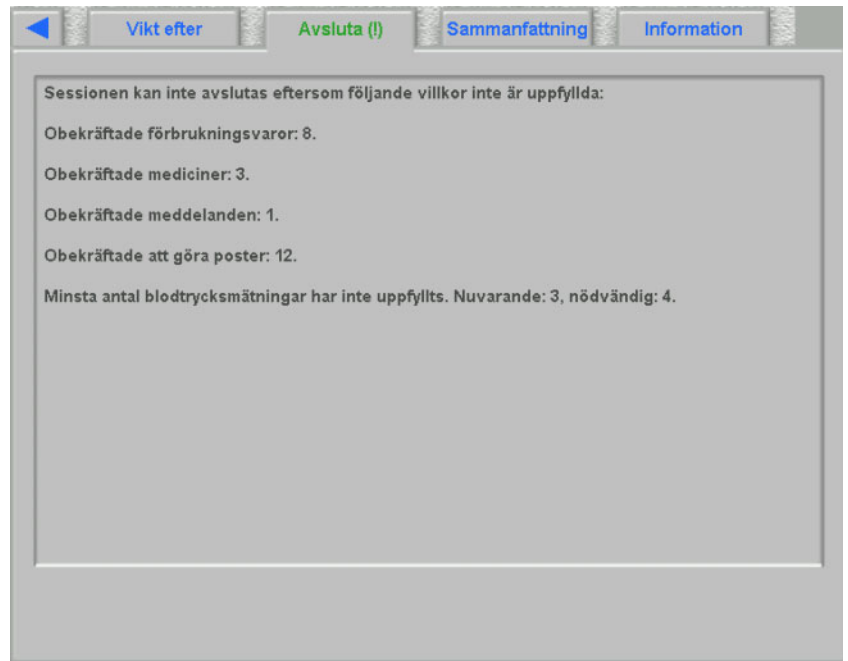 Vikt efter Avsluta (!) Sammanfattning Information
Sessionen kan inte avslutas eftersom följande villkor inte är uppfyllda:
Obekräftade förbrukningsvaror: 8.
Obekräftade mediciner: 3.
Obekräftade meddelanden: 1.
Obekräftade att göra poster: 12.
Minsta antal blodtrycksmätningar har inte uppfyllts. Nuvarande: 3, nödvändig: 4.